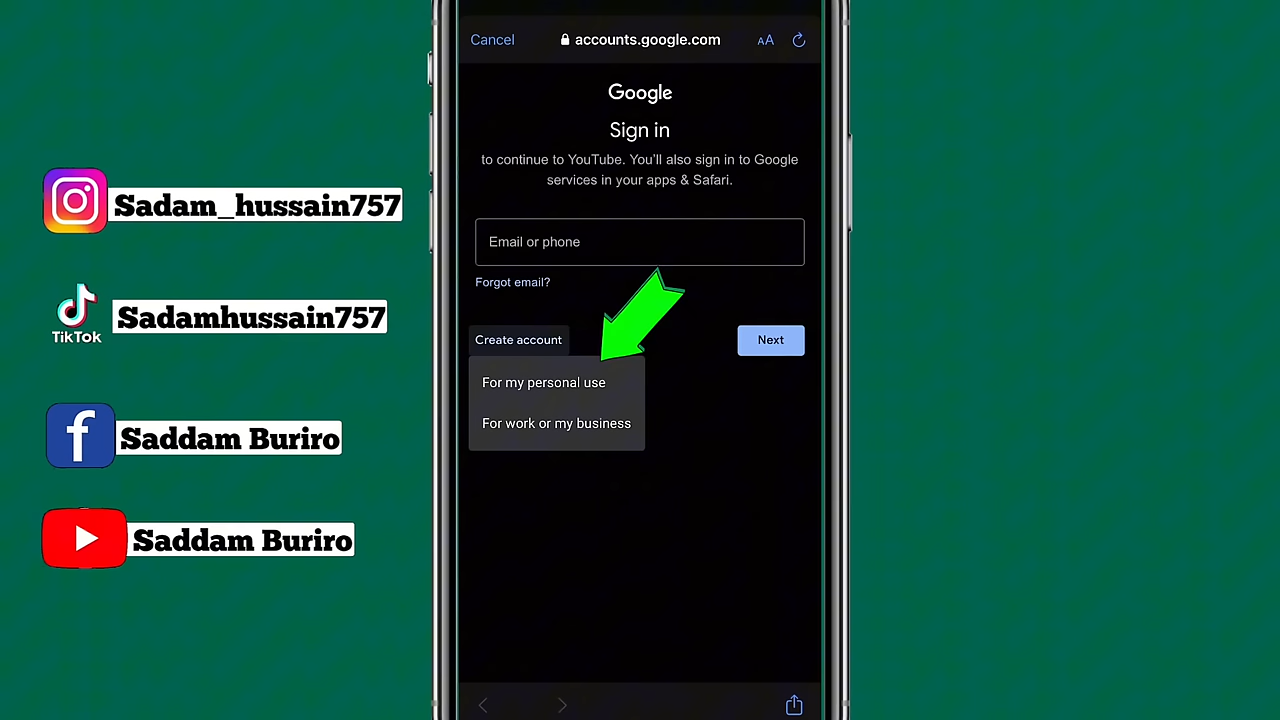 Cancel
accounts.google.com
AA
Google
Sign in
to continue to YouTube. You'll also sign in to Google
services in your apps & Safari.
Email or phone
Forgot email?
Create account
Next
For my personal use
For work or my business
Sadam_hussain757
TikTok
Sadamhussain757
f
Saddam Buriro
Saddam Buriro